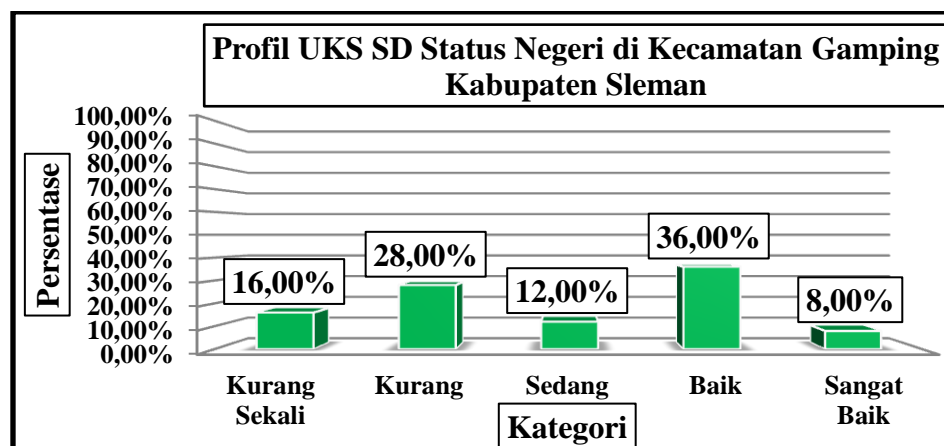 Profil UKS SD Status Negeri di Kecamatan Gamping
Kabupaten Sleman
Persentase
100,00%
90,00%
80,00%
70,00%
60,00%
50,00%
40,00%
30,00%
20,00%
10,00%
0,00%
16,00%
28,00%
12,00%
36,00%
8,00%
Kurang
Sekali
Kurang
Sedang
Baik
Sangat
Baik
Kategori